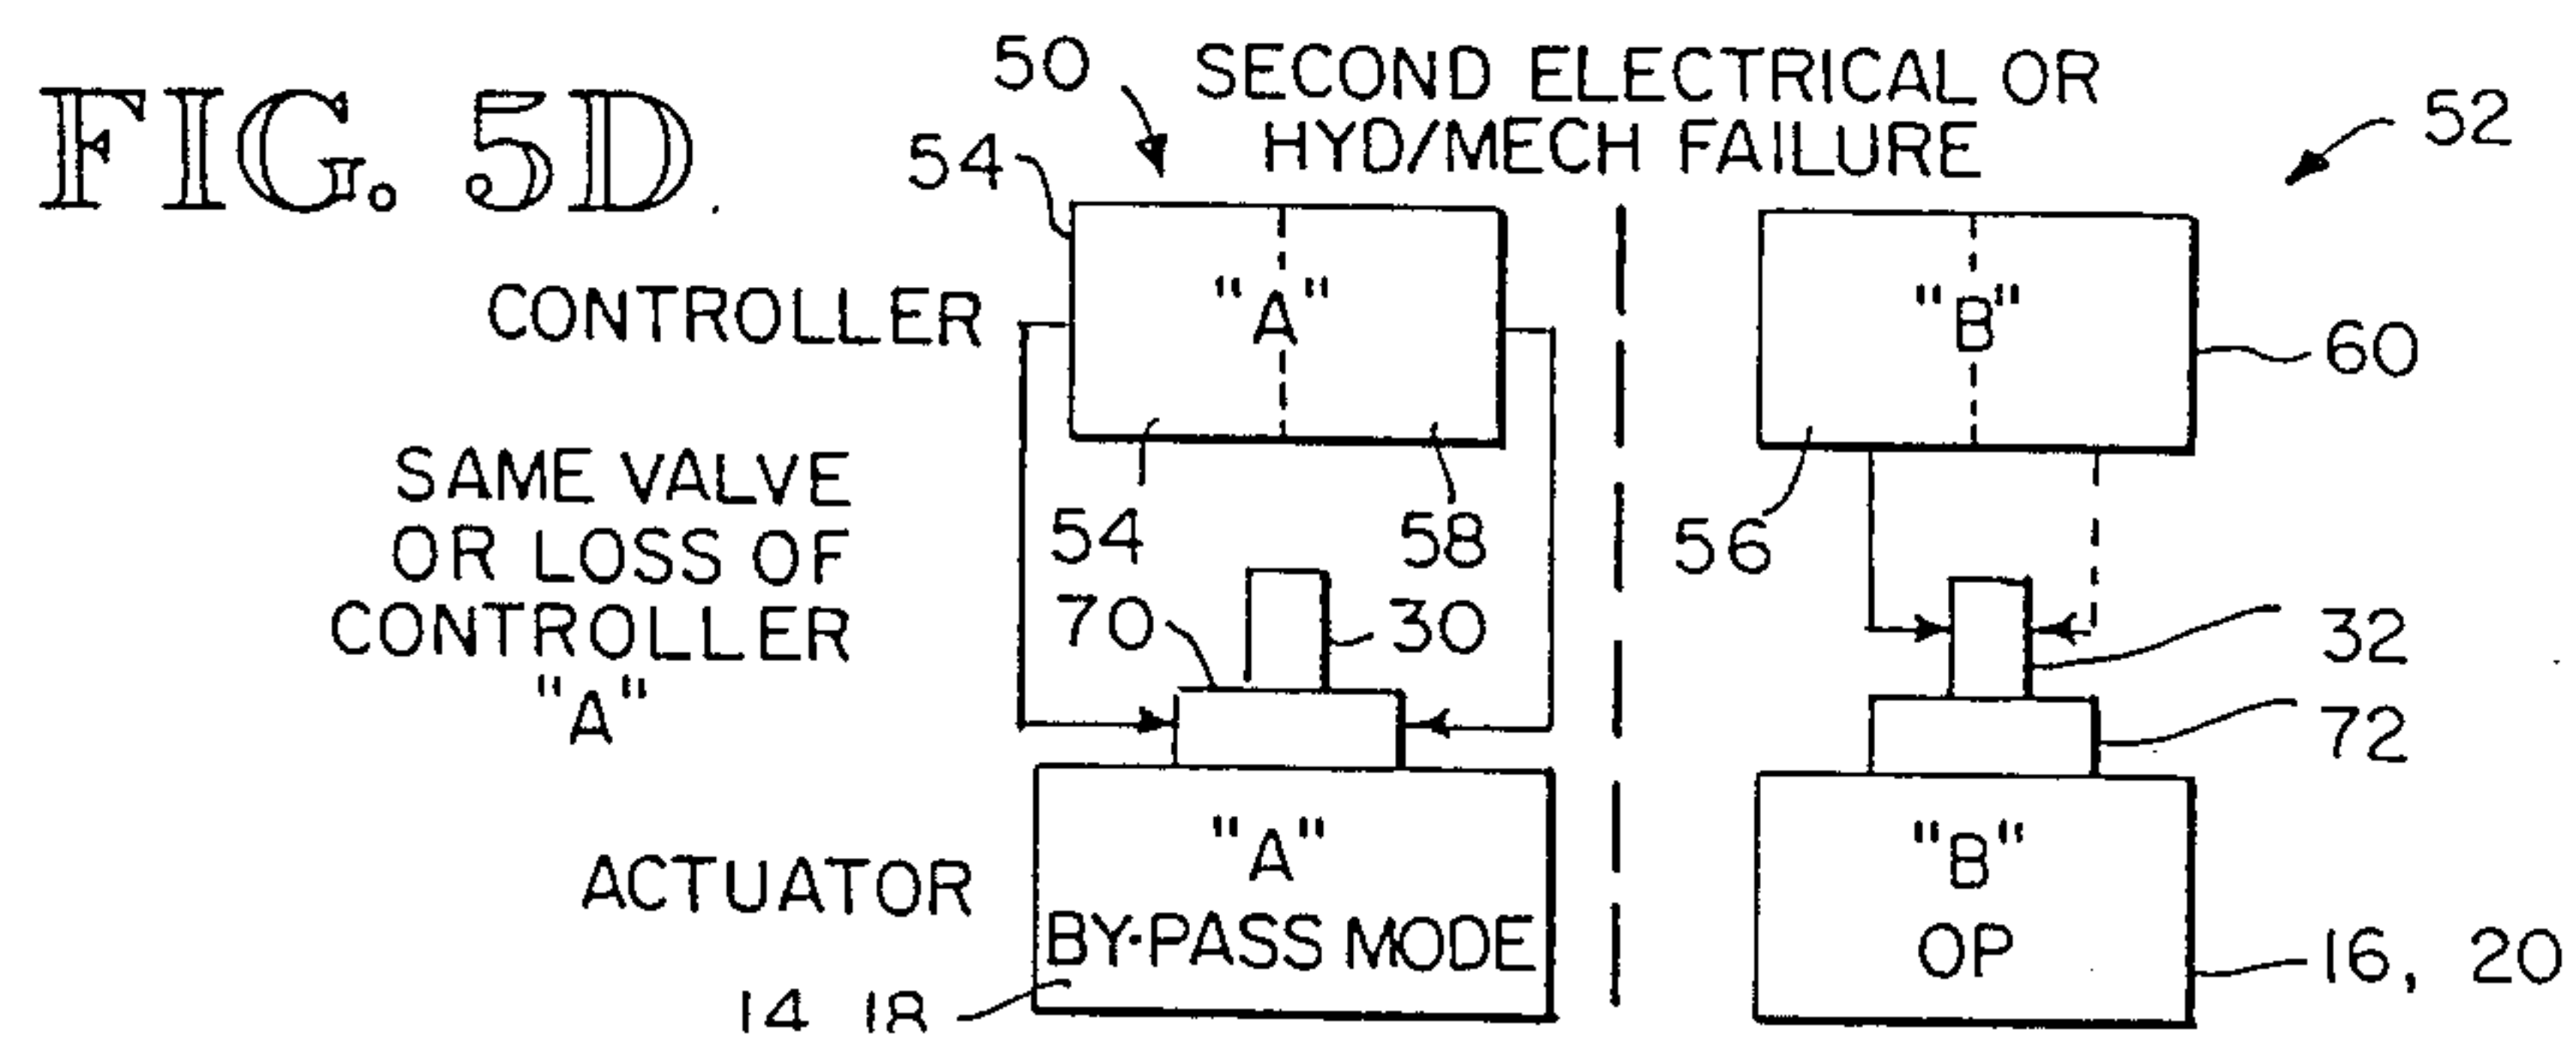 FIG. 5D.
50
SECOND ELECTRICAL OR
HYD/MECH FAILURE
52
54
CONTROLLER
"A"
"B"
60
54
58
56
SAME VALVE
OR LOSS OF
CONTROLLER
"A"
70
30
32
72
ACTUATOR
"A"
BY-PASS MODE
"B"
OP
14 18
16, 20